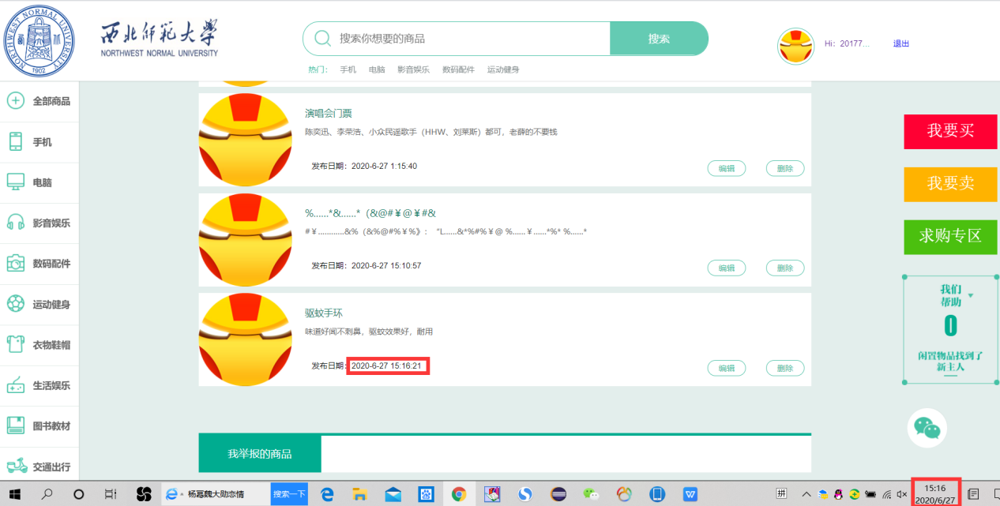 NORTHWEST NORMAL UNIVERSITY
1902
西北师范大学
NORTHWEST NORMAL UNIVERSITY
搜索你想要的商品
搜索
Hi：20177...
退出
热门：
手机
电脑
影音娱乐
数码配件
运动健身
全部商品
手机
电脑
影音娱乐
数码配件
运动健身
衣物鞋帽
生活娱乐
图书教材
交通出行
演唱会门票
陈奕迅、李荣浩、小众民谣歌手（HHW、刘莱斯）都可，老薛的不要钱
发布日期：2020-6-27 1:15:40
编辑
删除
%......*&......*（&@#￥@￥#&
#￥............&%（&%@#%￥%》： “L......&*%#%￥@ %......￥......*%* %......*
发布日期：2020-6-27 15:10:57
编辑
删除
驱蚊手环
味道好闻不刺鼻，驱蚊效果好，耐用
发布日期：2020-6-27 15:16:21
编辑
删除
我举报的商品
我要买
我要卖
求购专区
我们
帮助
0
闲置物品找到了
新主人
杨幂魏大勋恋情
搜索一下
拼
15:16
2020/6/27